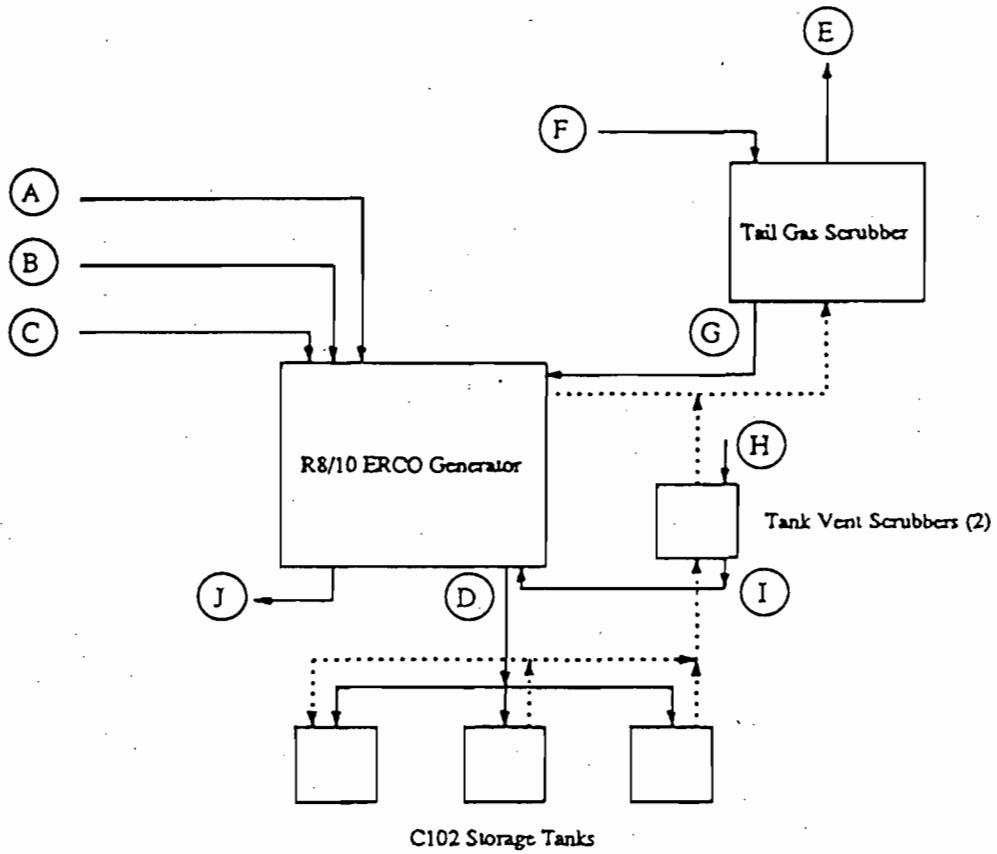 E
F
A
Tail Gas Scrubber
B
C
G
R8/10 ERCO Generator
H
Tank Vent Scrubbers (2)
J
D
I
C102 Storage Tanks